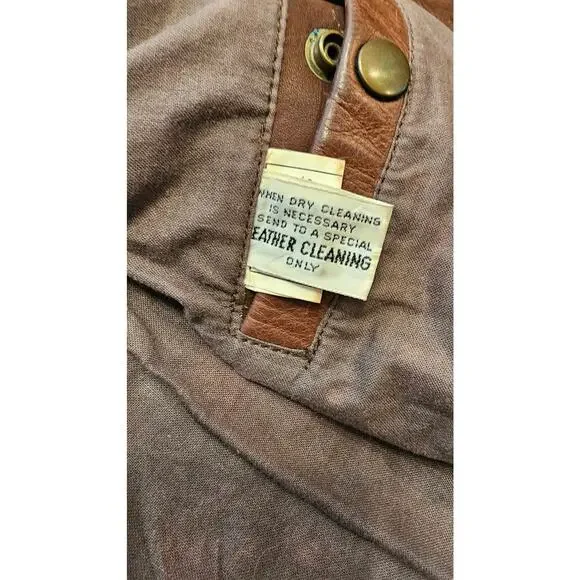 WHEN DRY CLEANING
IS NECESSARY
SEND TO A SPECIAL
EATHER CLEANING
ONLY